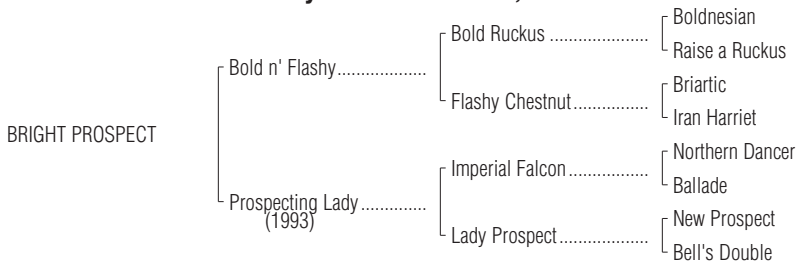 Boldnesian
Bold Ruckus ....................
Raise a Ruckus
Bold n' Flashy...................
Briartic
Flashy Chestnut...............
Iran Harriet
BRIGHT PROSPECT
Northern Dancer
Imperial Falcon................
Ballade
Prospecting Lady ..............
(1993)
New Prospect
Lady Prospect..................
Bell's Double